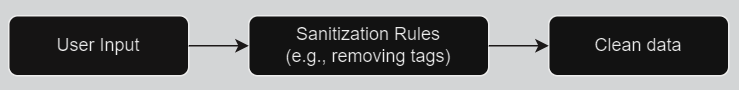 User Input
Sanitization Rules
(e.g., removing tags)
Clean data